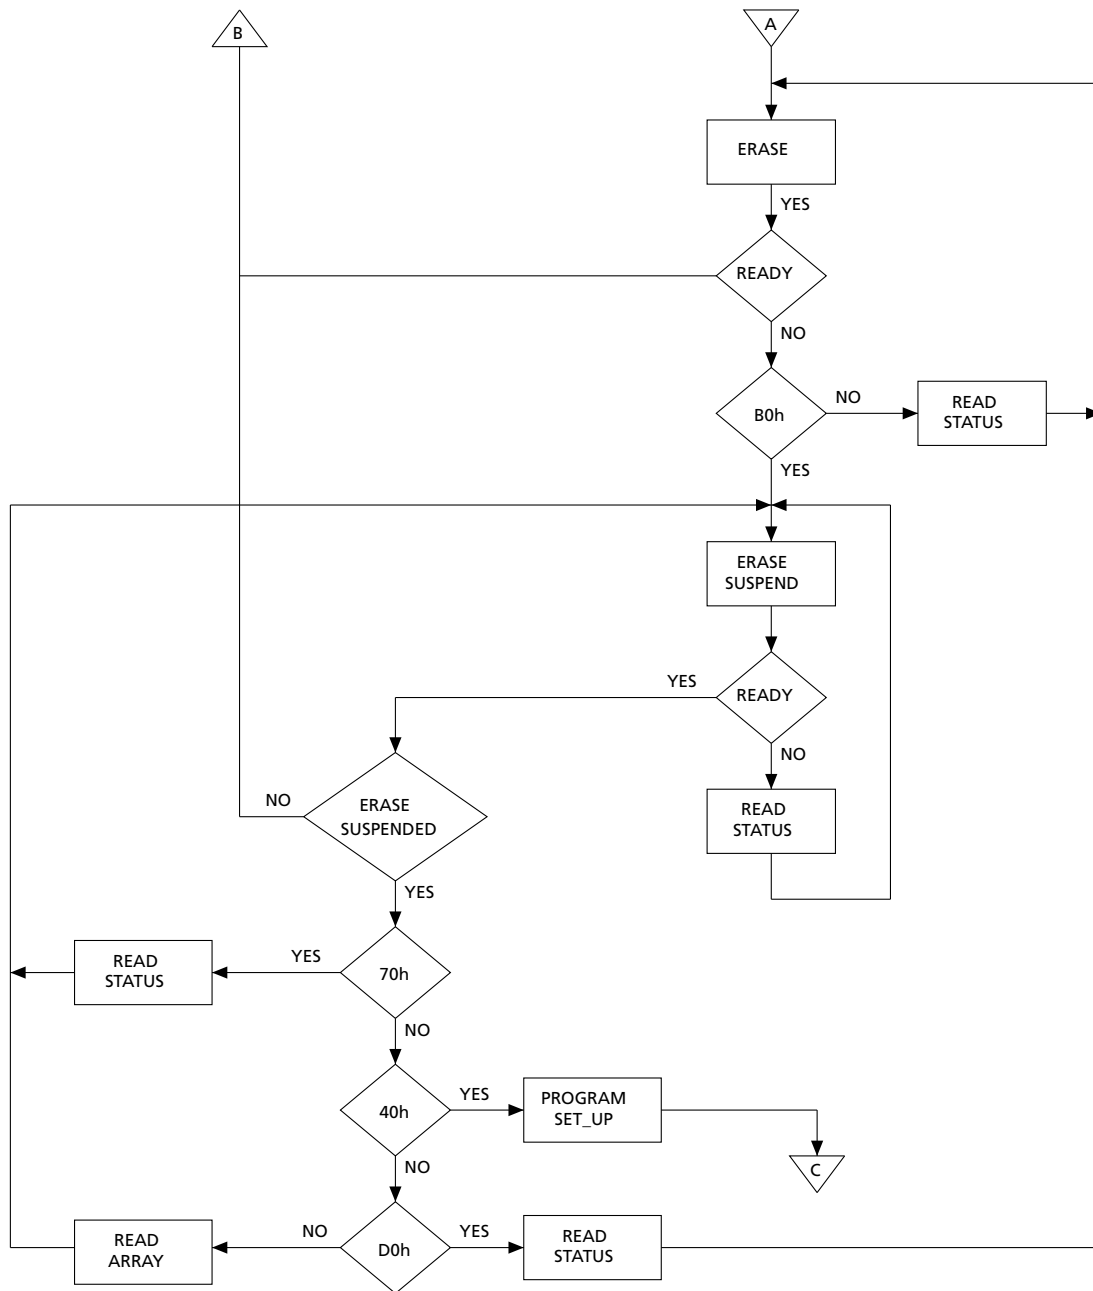 B
A
ERASE
YES
READY
NO
B0h
NO
READ
STATUS
YES
ERASE
SUSPEND
YES
READY
NO
NO
ERASE
SUSPENDED
READ
STATUS
YES
READ
STATUS
YES
70h
NO
40h
YES
PROGRAM
SET_UP
NO
C
READ
ARRAY
NO
D0h
YES
READ
STATUS